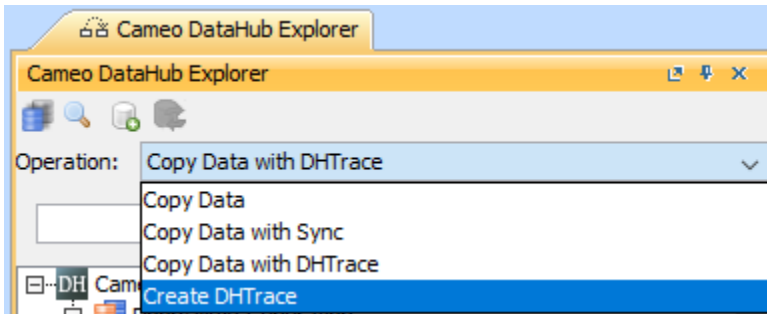 Cameo DataHub Explorer
Cameo DataHub Explorer
Operation: Copy Data with DHTrace
Copy Data
Copy Data with Sync
Copy Data with DHTrace
DH Came
Create DHTrace